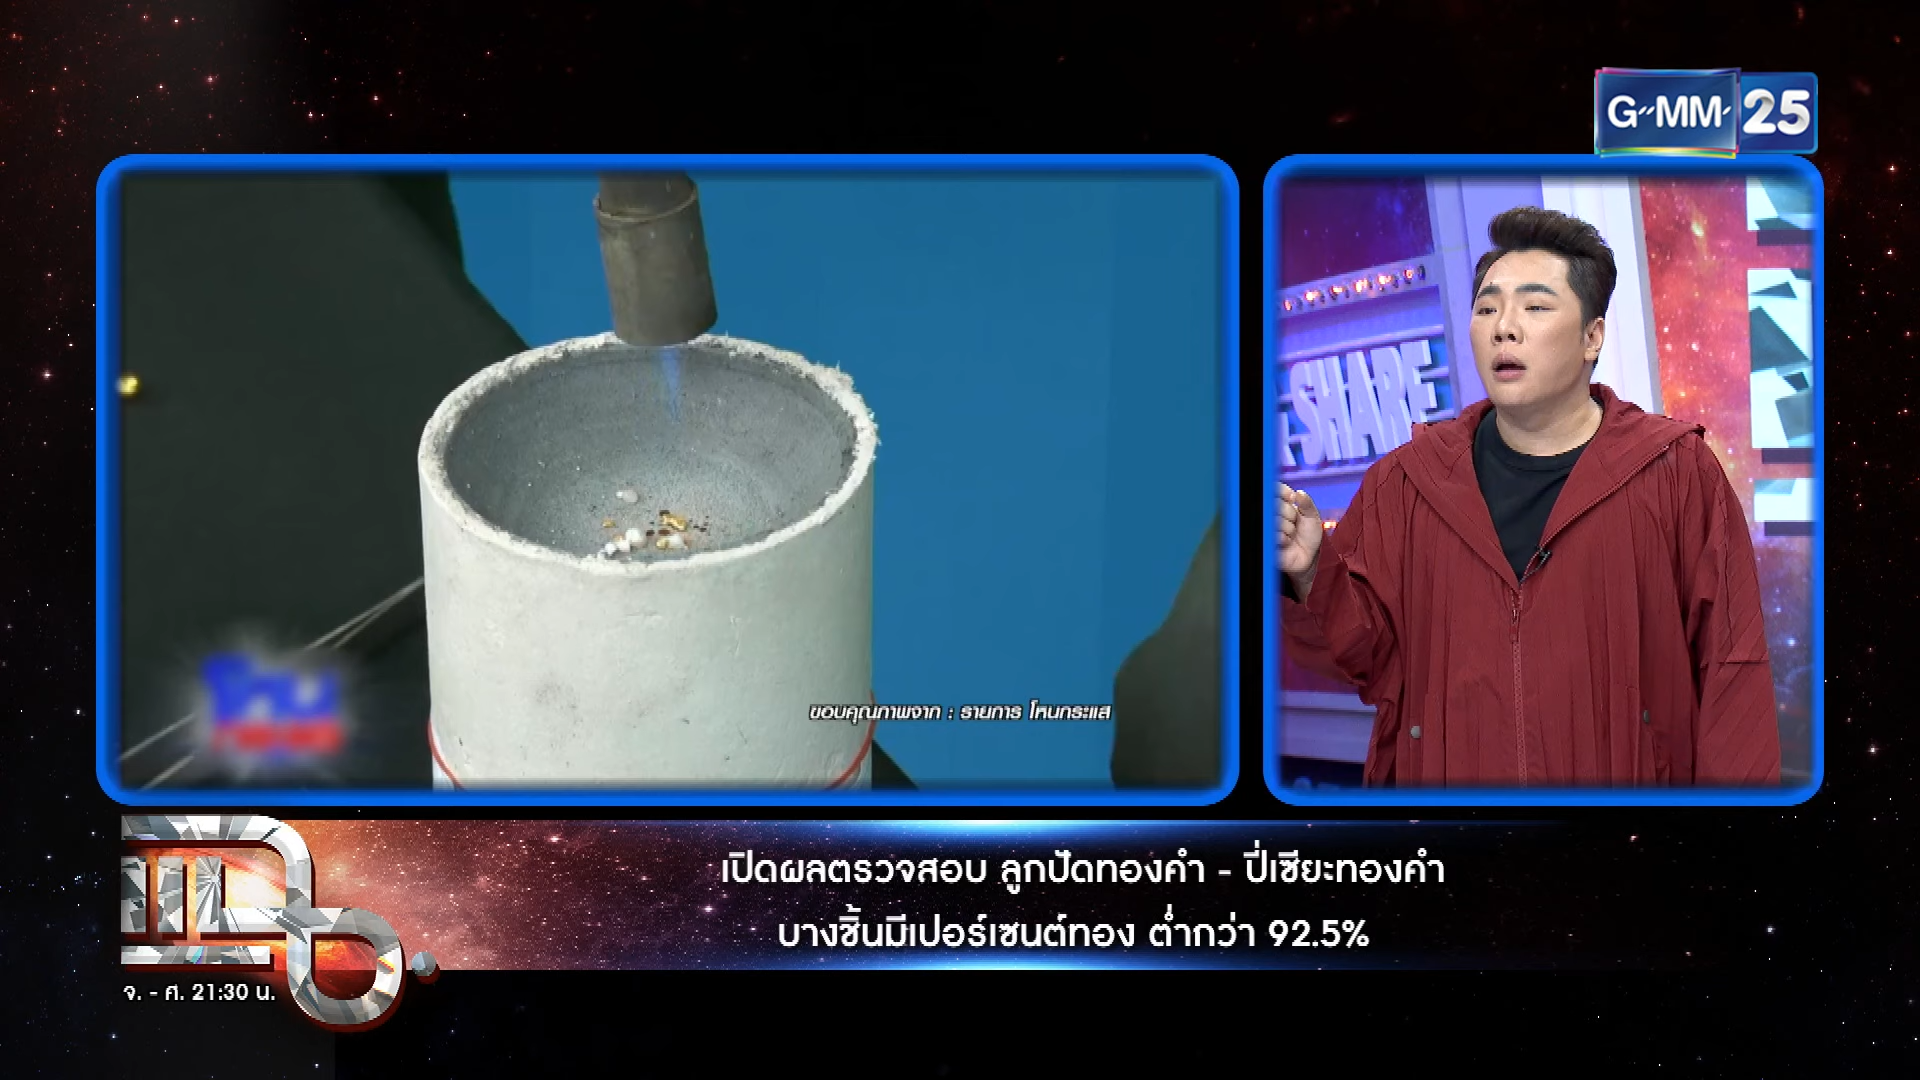 GMM 25
SHARE
ขอบคุณภาพจาก : รายการ โหนกระแส
แฉ
เปิดผลตรวจสอบ ลูกปัดทองคำ - ปี่เซียะทองคำ
บางชิ้นมีเปอร์เซนต์ทอง ต่ำกว่า 92.5%
จ. - ศ. 21:30 น.